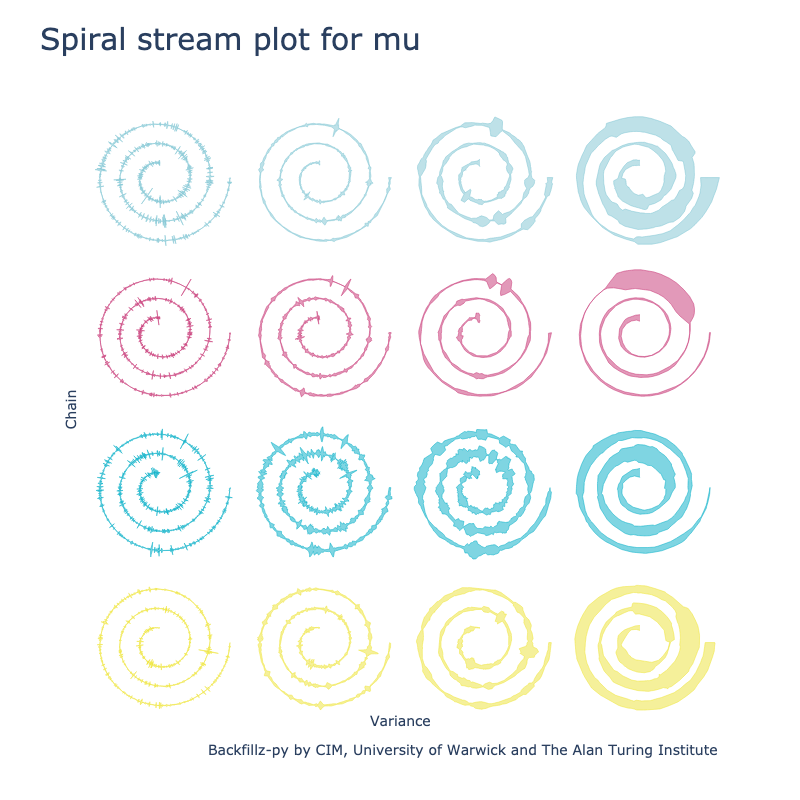 Spiral stream plot for mu
Chain
Variance
Backfillz-py by CIM, University of Warwick and The Alan Turing Institute